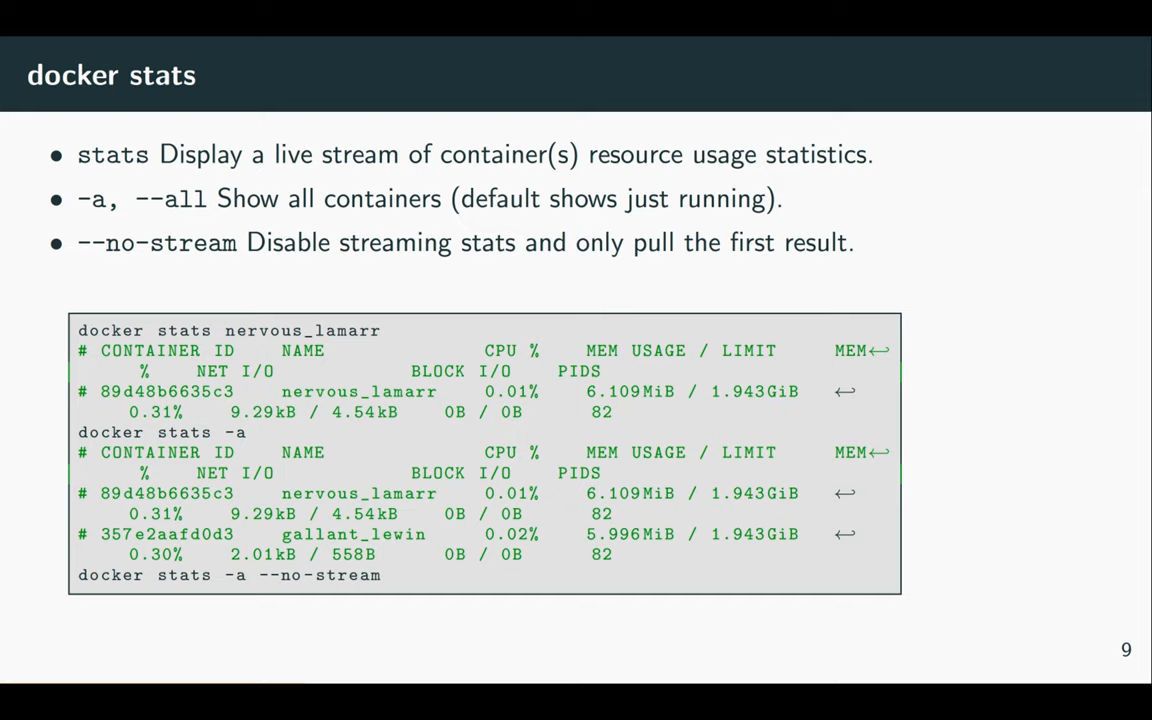 docker stats
• stats Display a live stream of container(s) resource usage statistics.
• -a, --all Show all containers (default shows just running).
• --no-stream Disable streaming stats and only pull the first result.
docker stats nervous_lamarr
# CONTAINER ID    NAME    CPU %    MEM USAGE / LIMIT    MEM↩
%    NET I/O    BLOCK I/O    PIDS
# 89d48b6635c3    nervous_lamarr    0.01%    6.109MiB / 1.943GiB    ↩
0.31%    9.29kB / 4.54kB    0B / 0B    82
docker stats -a
# CONTAINER ID    NAME    CPU %    MEM USAGE / LIMIT    MEM↩
%    NET I/O    BLOCK I/O    PIDS
# 89d48b6635c3    nervous_lamarr    0.01%    6.109MiB / 1.943GiB    ↩
0.31%    9.29kB / 4.54kB    0B / 0B    82
# 357e2aafd0d3    gallant_lewin    0.02%    5.996MiB / 1.943GiB    ↩
0.30%    2.01kB / 558B    0B / 0B    82
docker stats -a --no-stream
9